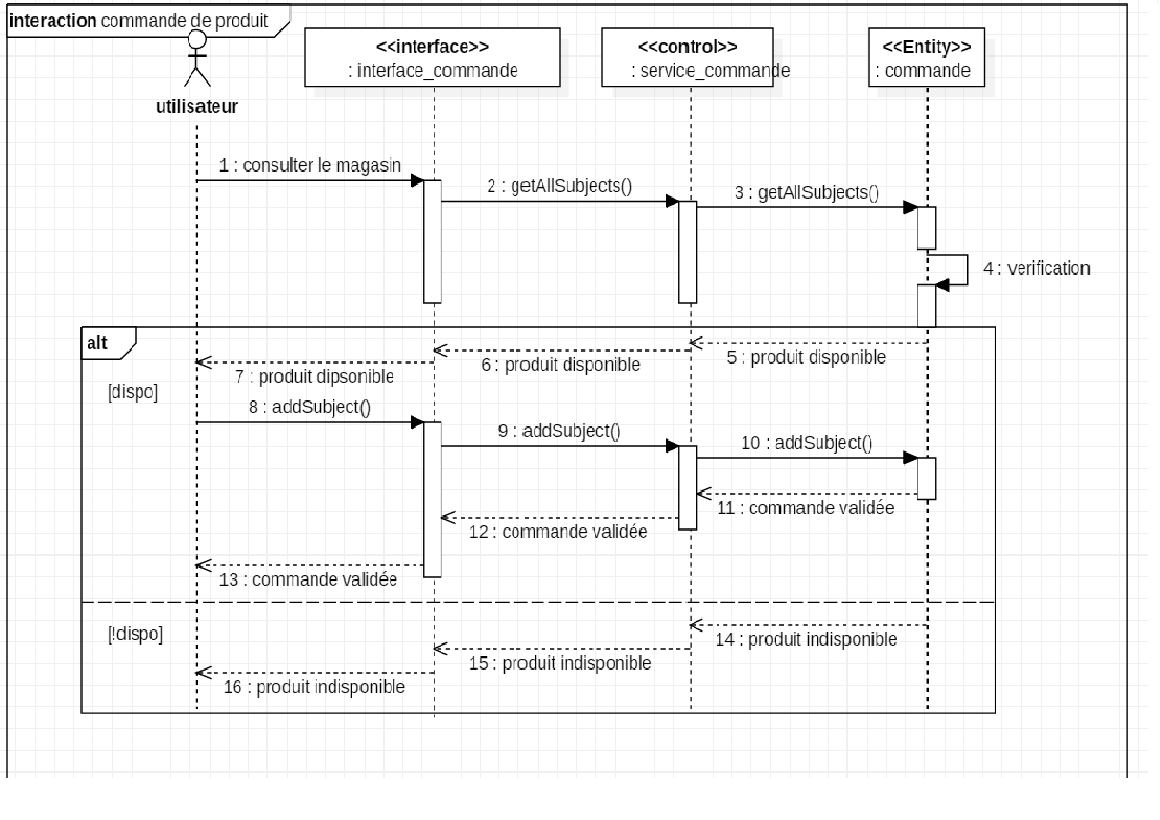 interaction commande de produit
<<interface>>
: interface_commande
<<control>>
: service_commande
<<Entity>>
: commande
utilisateur
1 : consulter le magasin
2 : getAllSubjects()
3 : getAllSubjects()
4 : verification
alt
[dispo]
5 : produit disponible
6 : produit disponible
7 : produit dipsonible
8 : addSubject()
9 : addSubject()
10 : addSubject()
11 : commande validée
12 : commande validée
13 : commande validée
[!dispo]
14 : produit indisponible
15 : produit indisponible
16 : produit indisponible